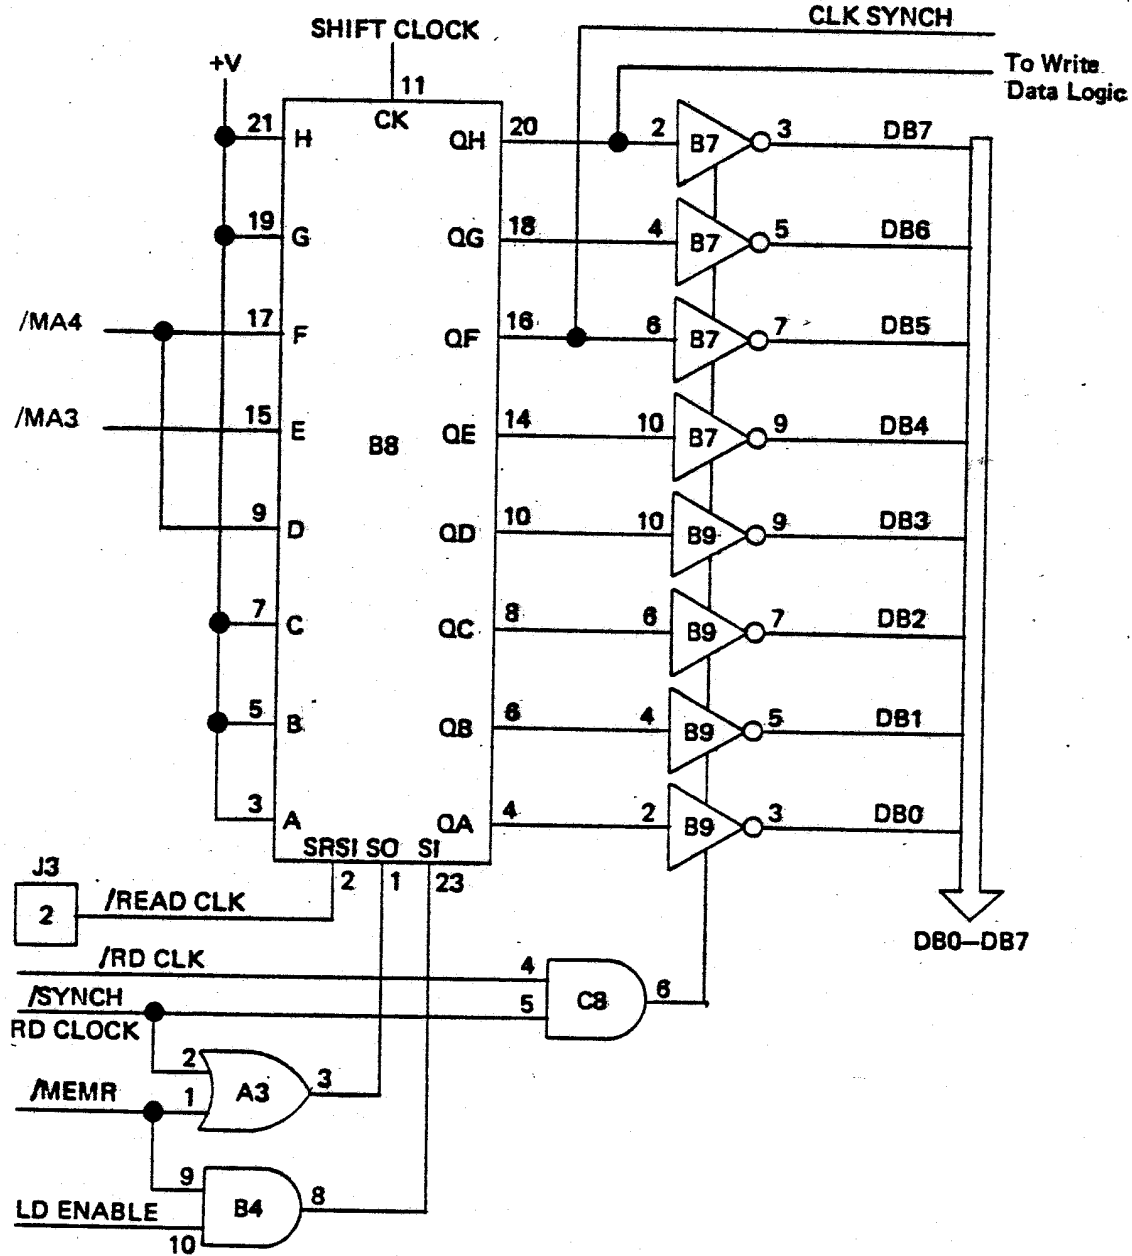 CLK SYNCH
SHIFT CLOCK
To Write
Data Logic
+V
11
CK
21 H QH 20 2 B7 3 DB7
19 G QG 18 4 B7 5 DB6
/MA4 17 F QF 16 6 B7 7 DB5
/MA3 15 E QE 14 10 B7 9 DB4
B8
9 D QD 10 10 B9 9 DB3
7 C QC 8 6 B9 7 DB2
5 B QB 6 4 B9 5 DB1
3 A QA 4 2 B9 3 DB0
SRSI SO SI
2 1 23
J3
2 /READ CLK
DB0—DB7
/RD CLK 4
C8 6
/SYNCH 5
RD CLOCK
2
A3 3
/MEMR 1
9
B4 8
LD ENABLE
10